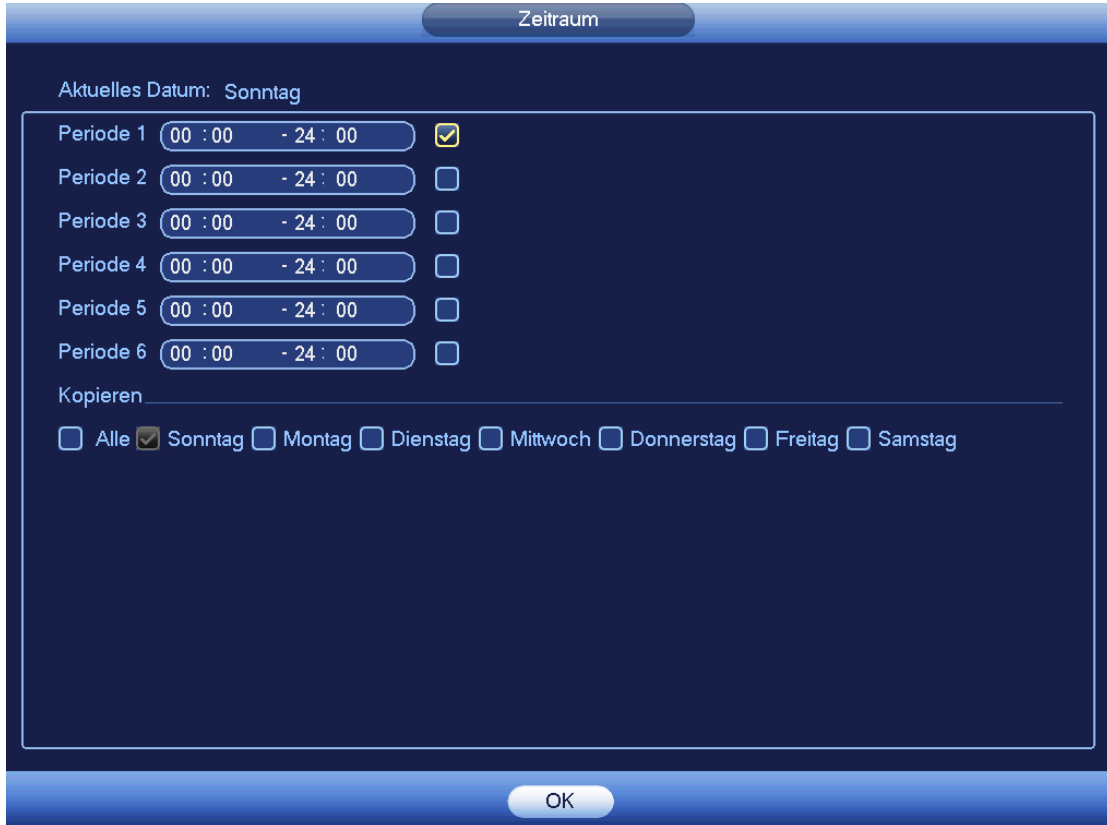 Zeitraum
Aktuelles Datum: Sonntag
Periode 1 00 :00 - 24 : 00
Periode 2 00 :00 - 24 : 00
Periode 3 00 :00 - 24 : 00
Periode 4 00 :00 - 24 : 00
Periode 5 00 :00 - 24 : 00
Periode 6 00 :00 - 24 : 00
Kopieren
Alle Sonntag Montag Dienstag Mittwoch Donnerstag Freitag Samstag
OK